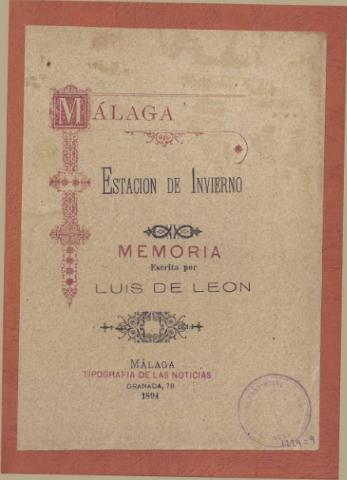 MÁLAGA
ESTACION DE INVIERNO
MEMORIA
Escrita por
LUIS DE LEON
MÁLAGA
TIPOGRAFIA DE LAS NOTICIAS
GRANADA, 78
1894